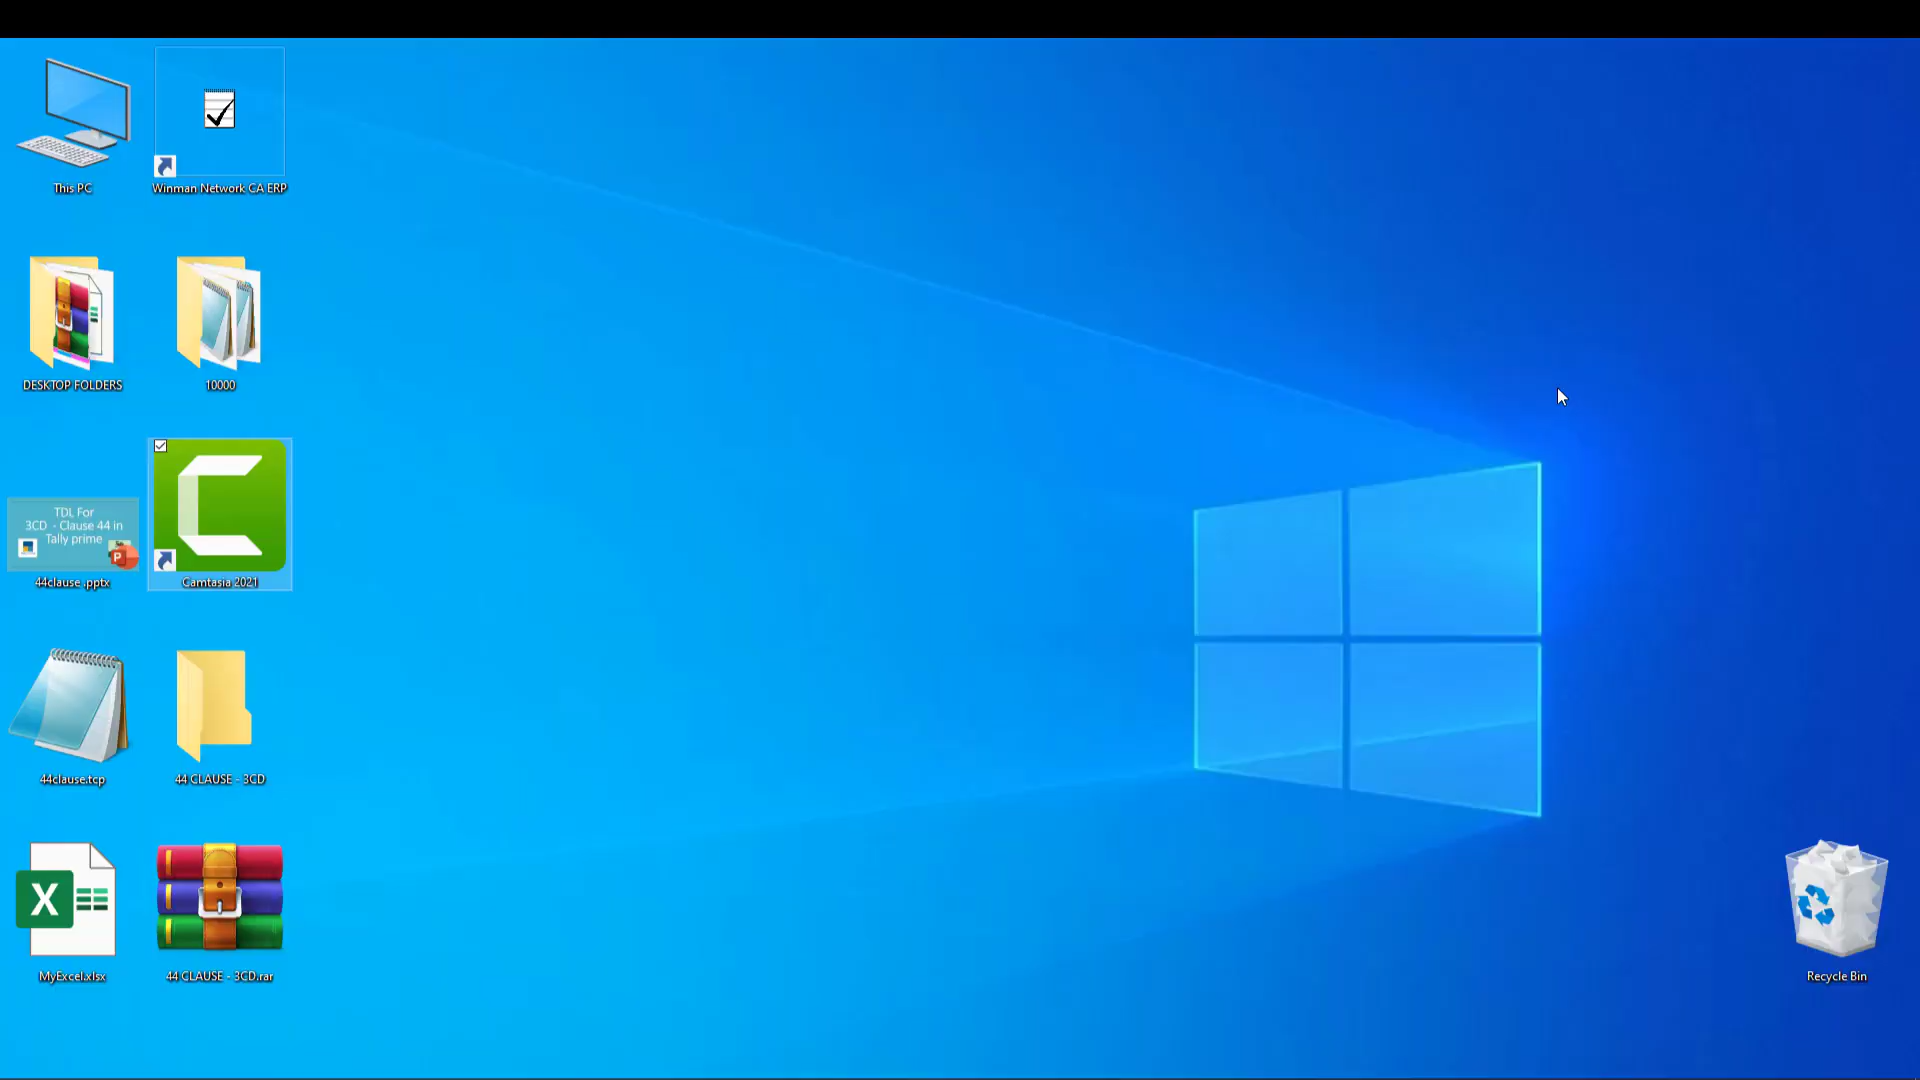 This PC
Winman Network CA ERP
DESKTOP FOLDERS
10000
TDL For
3CD - Clause 44 in
Tally prime
P
44clause .pptx
Camtasia 2021
44clause.tcp
44 CLAUSE - 3CD
X
MyExcel.xlsx
44 CLAUSE - 3CD.rar
Recycle Bin